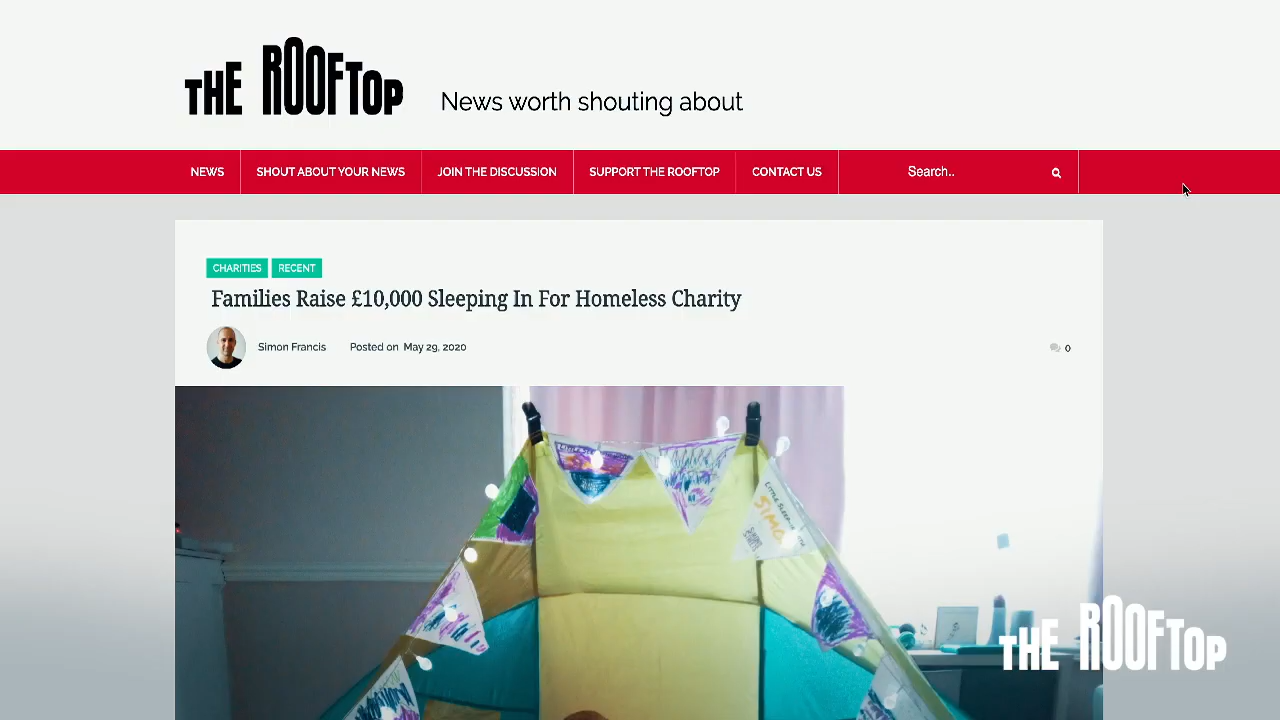 THE ROOFTOP
News worth shouting about
NEWS
SHOUT ABOUT YOUR NEWS
JOIN THE DISCUSSION
SUPPORT THE ROOFTOP
CONTACT US
Search..
CHARITIES
RECENT
Families Raise £10,000 Sleeping In For Homeless Charity
Simon Francis
Posted on May 29, 2020
0
THE ROOFTOP